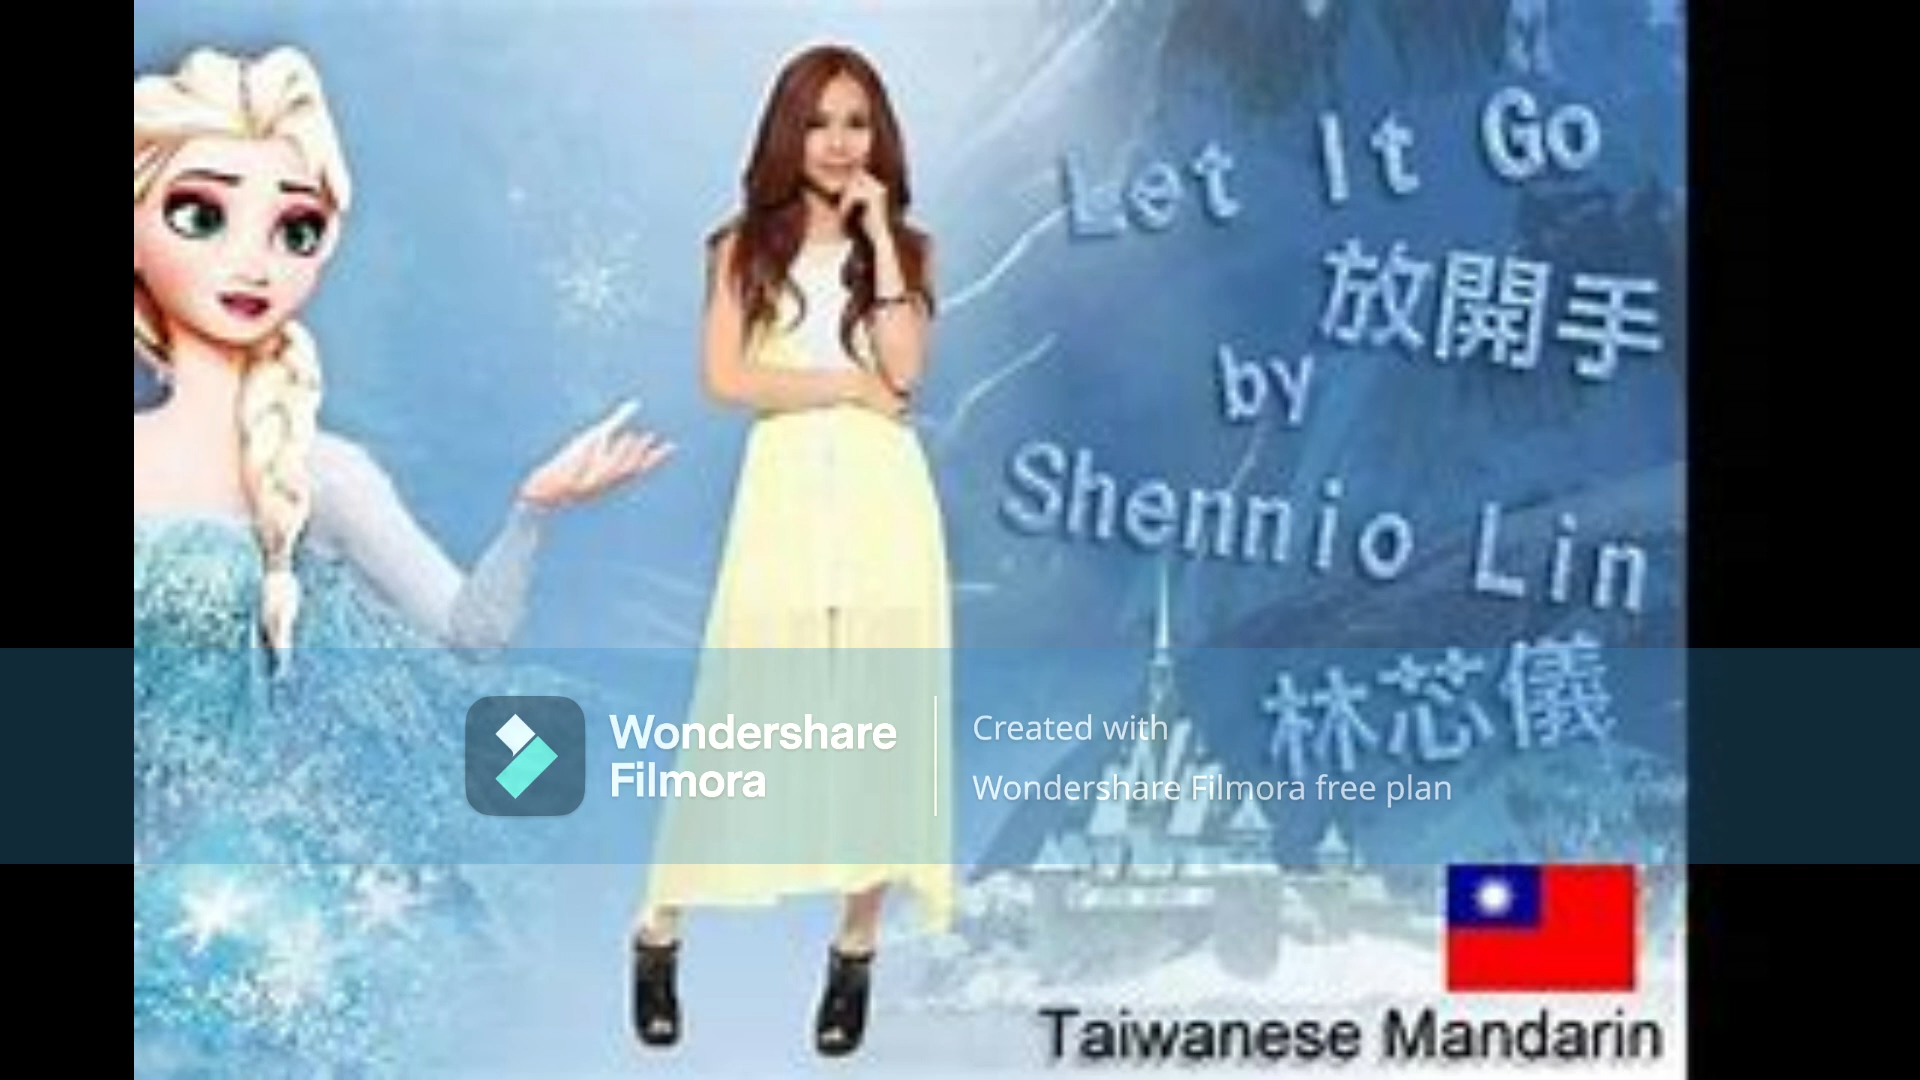 Let It Go
放開手
by
Shennio Lin
林芯儀
Wondershare
Filmora
Created with
Wondershare Filmora free plan
Taiwanese Mandarin